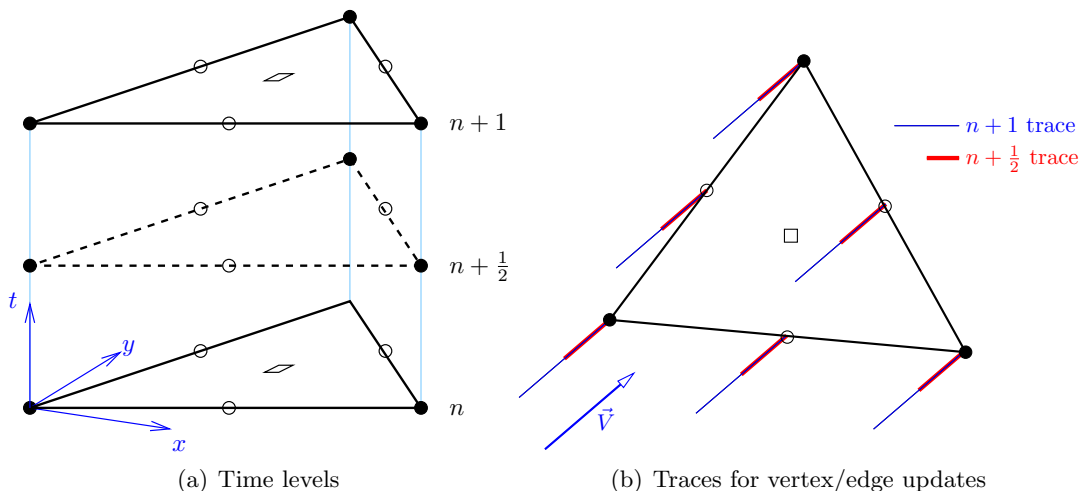 n + 1
n + 1/2
t
y
n
x
(a) Time levels
n + 1 trace
n + 1/2 trace
V⃗
(b) Traces for vertex/edge updates